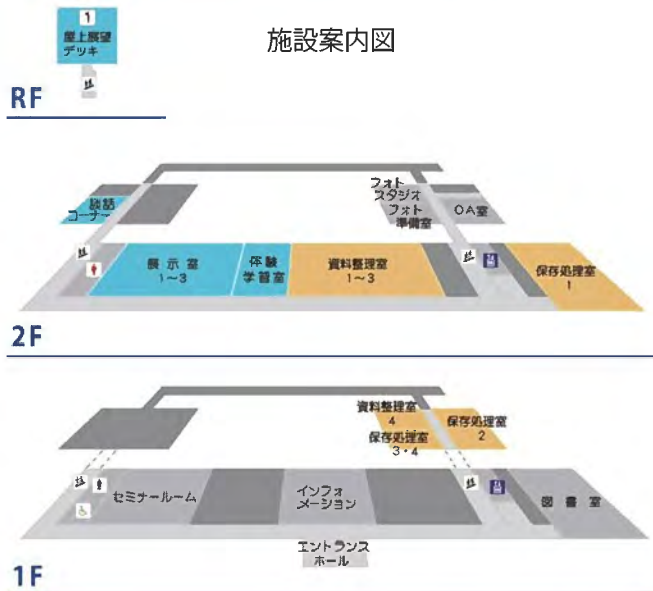 施設案内図
1
屋上展望
デッキ
RF
談話
コーナー
フォト
スタジオ
フォト
準備室
OA室
展示室
1～3
体験
学習室
資料整理室
1～3
保存処理室
1
2F
資料整理室
4
保存処理室
3・4
保存処理室
2
セミナールーム
インフォ
メーション
図書室
エントランス
ホール
1F